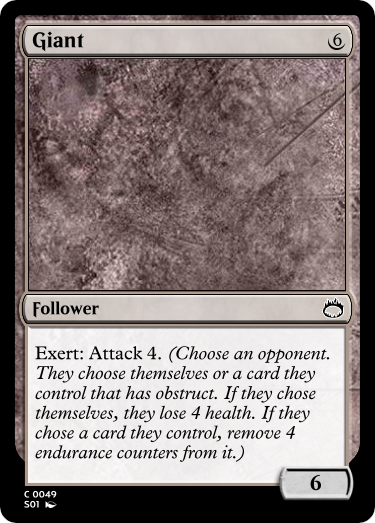 Giant 6
Follower
Exert: Attack 4. (Choose an opponent.
They choose themselves or a card they
control that has obstruct. If they chose
themselves, they lose 4 health. If they
chose a card they control, remove 4
endurance counters from it.)
6
C 0049
S01